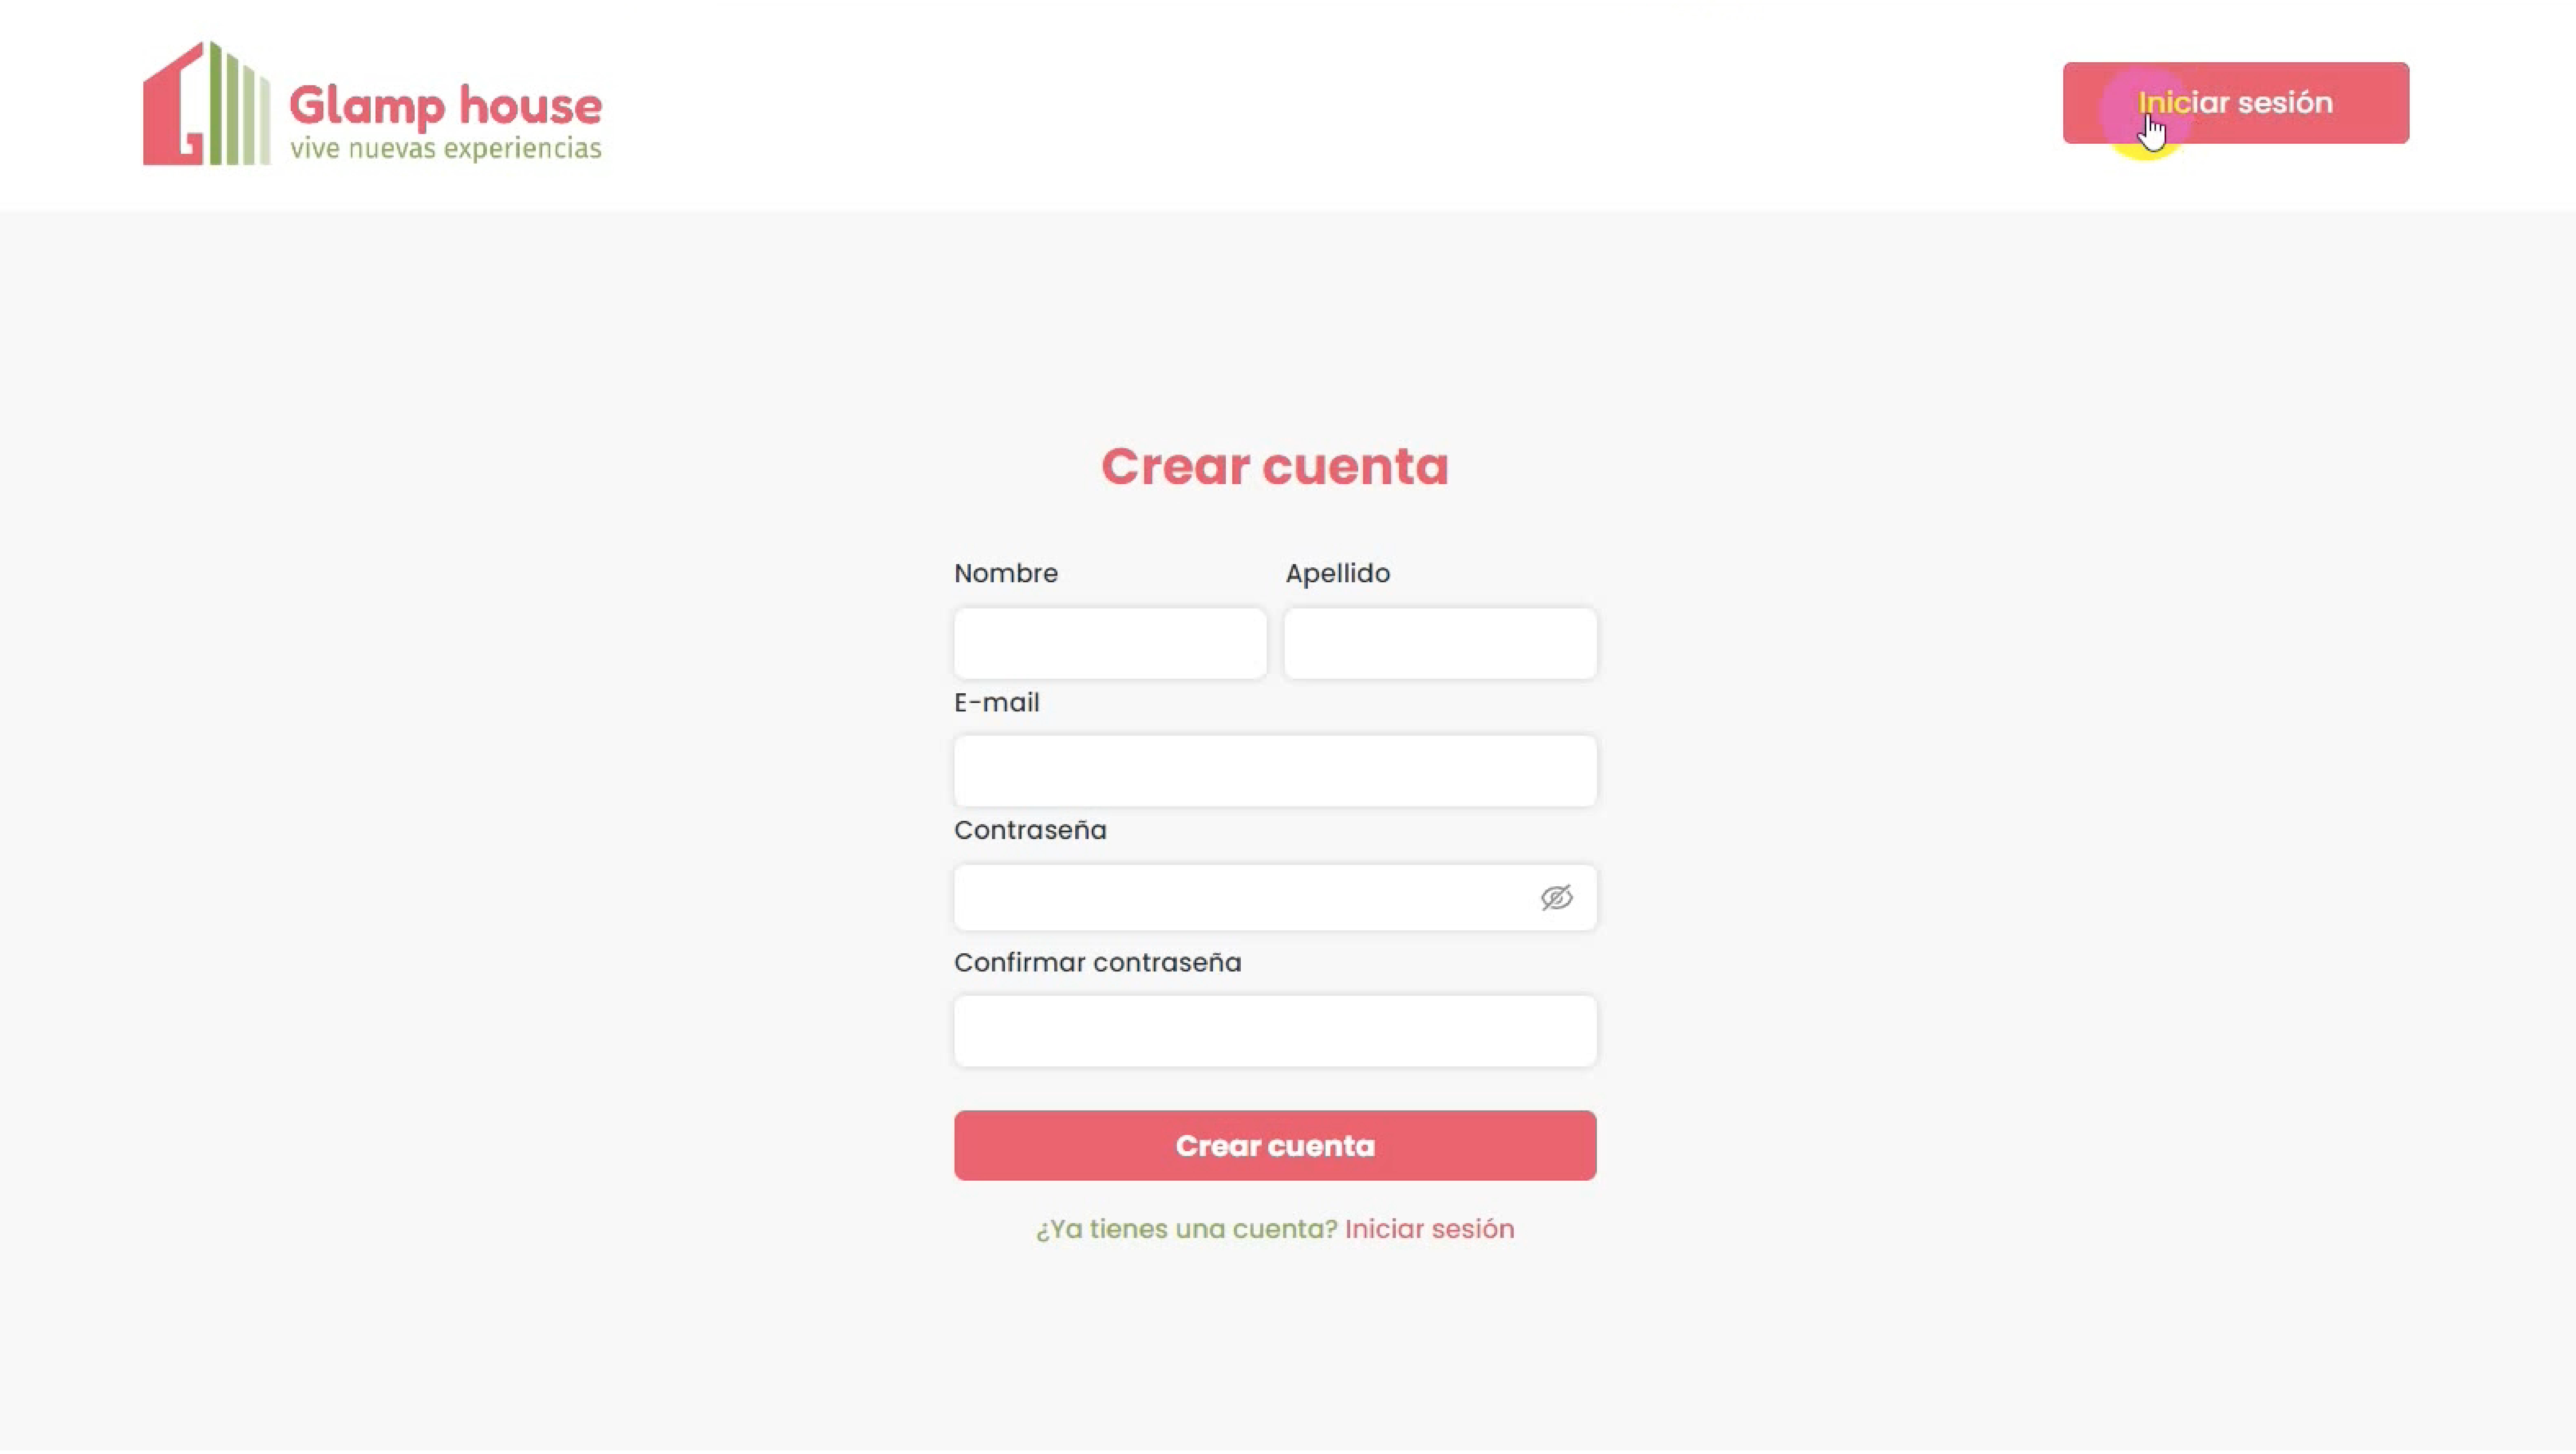 Glamp house
vive nuevas experiencias
Iniciar sesión
Crear cuenta
Nombre
Apellido
E-mail
Contraseña
Confirmar contraseña
Crear cuenta
¿Ya tienes una cuenta? Iniciar sesión